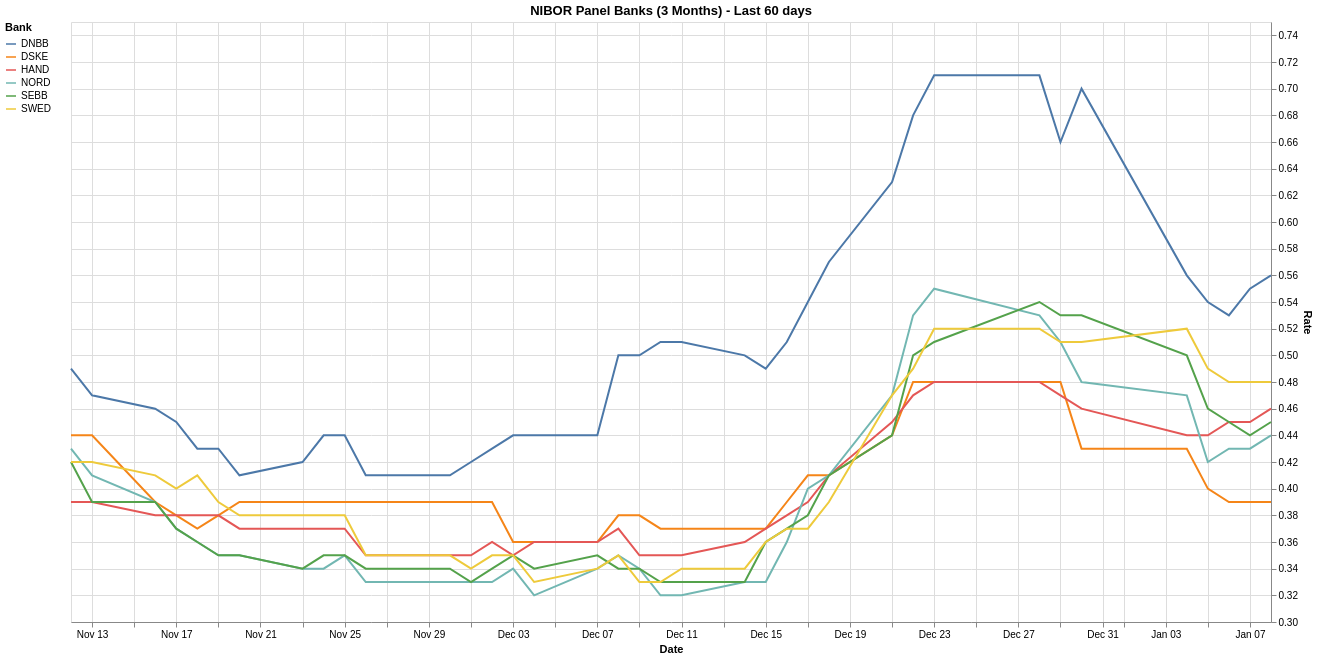 NIBOR Panel Banks (3 Months) - Last 60 days
Bank
DNBB
DSKE
HAND
NORD
SEBB
SWED
0.74
0.72
0.70
0.68
0.66
0.64
0.62
0.60
0.58
0.56
0.54
0.52
0.50
0.48
0.46
0.44
0.42
0.40
0.38
0.36
0.34
0.32
0.30
Rate
Nov 13 Nov 17 Nov 21 Nov 25 Nov 29 Dec 03 Dec 07 Dec 11 Dec 15 Dec 19 Dec 23 Dec 27 Dec 31 Jan 03 Jan 07
Date